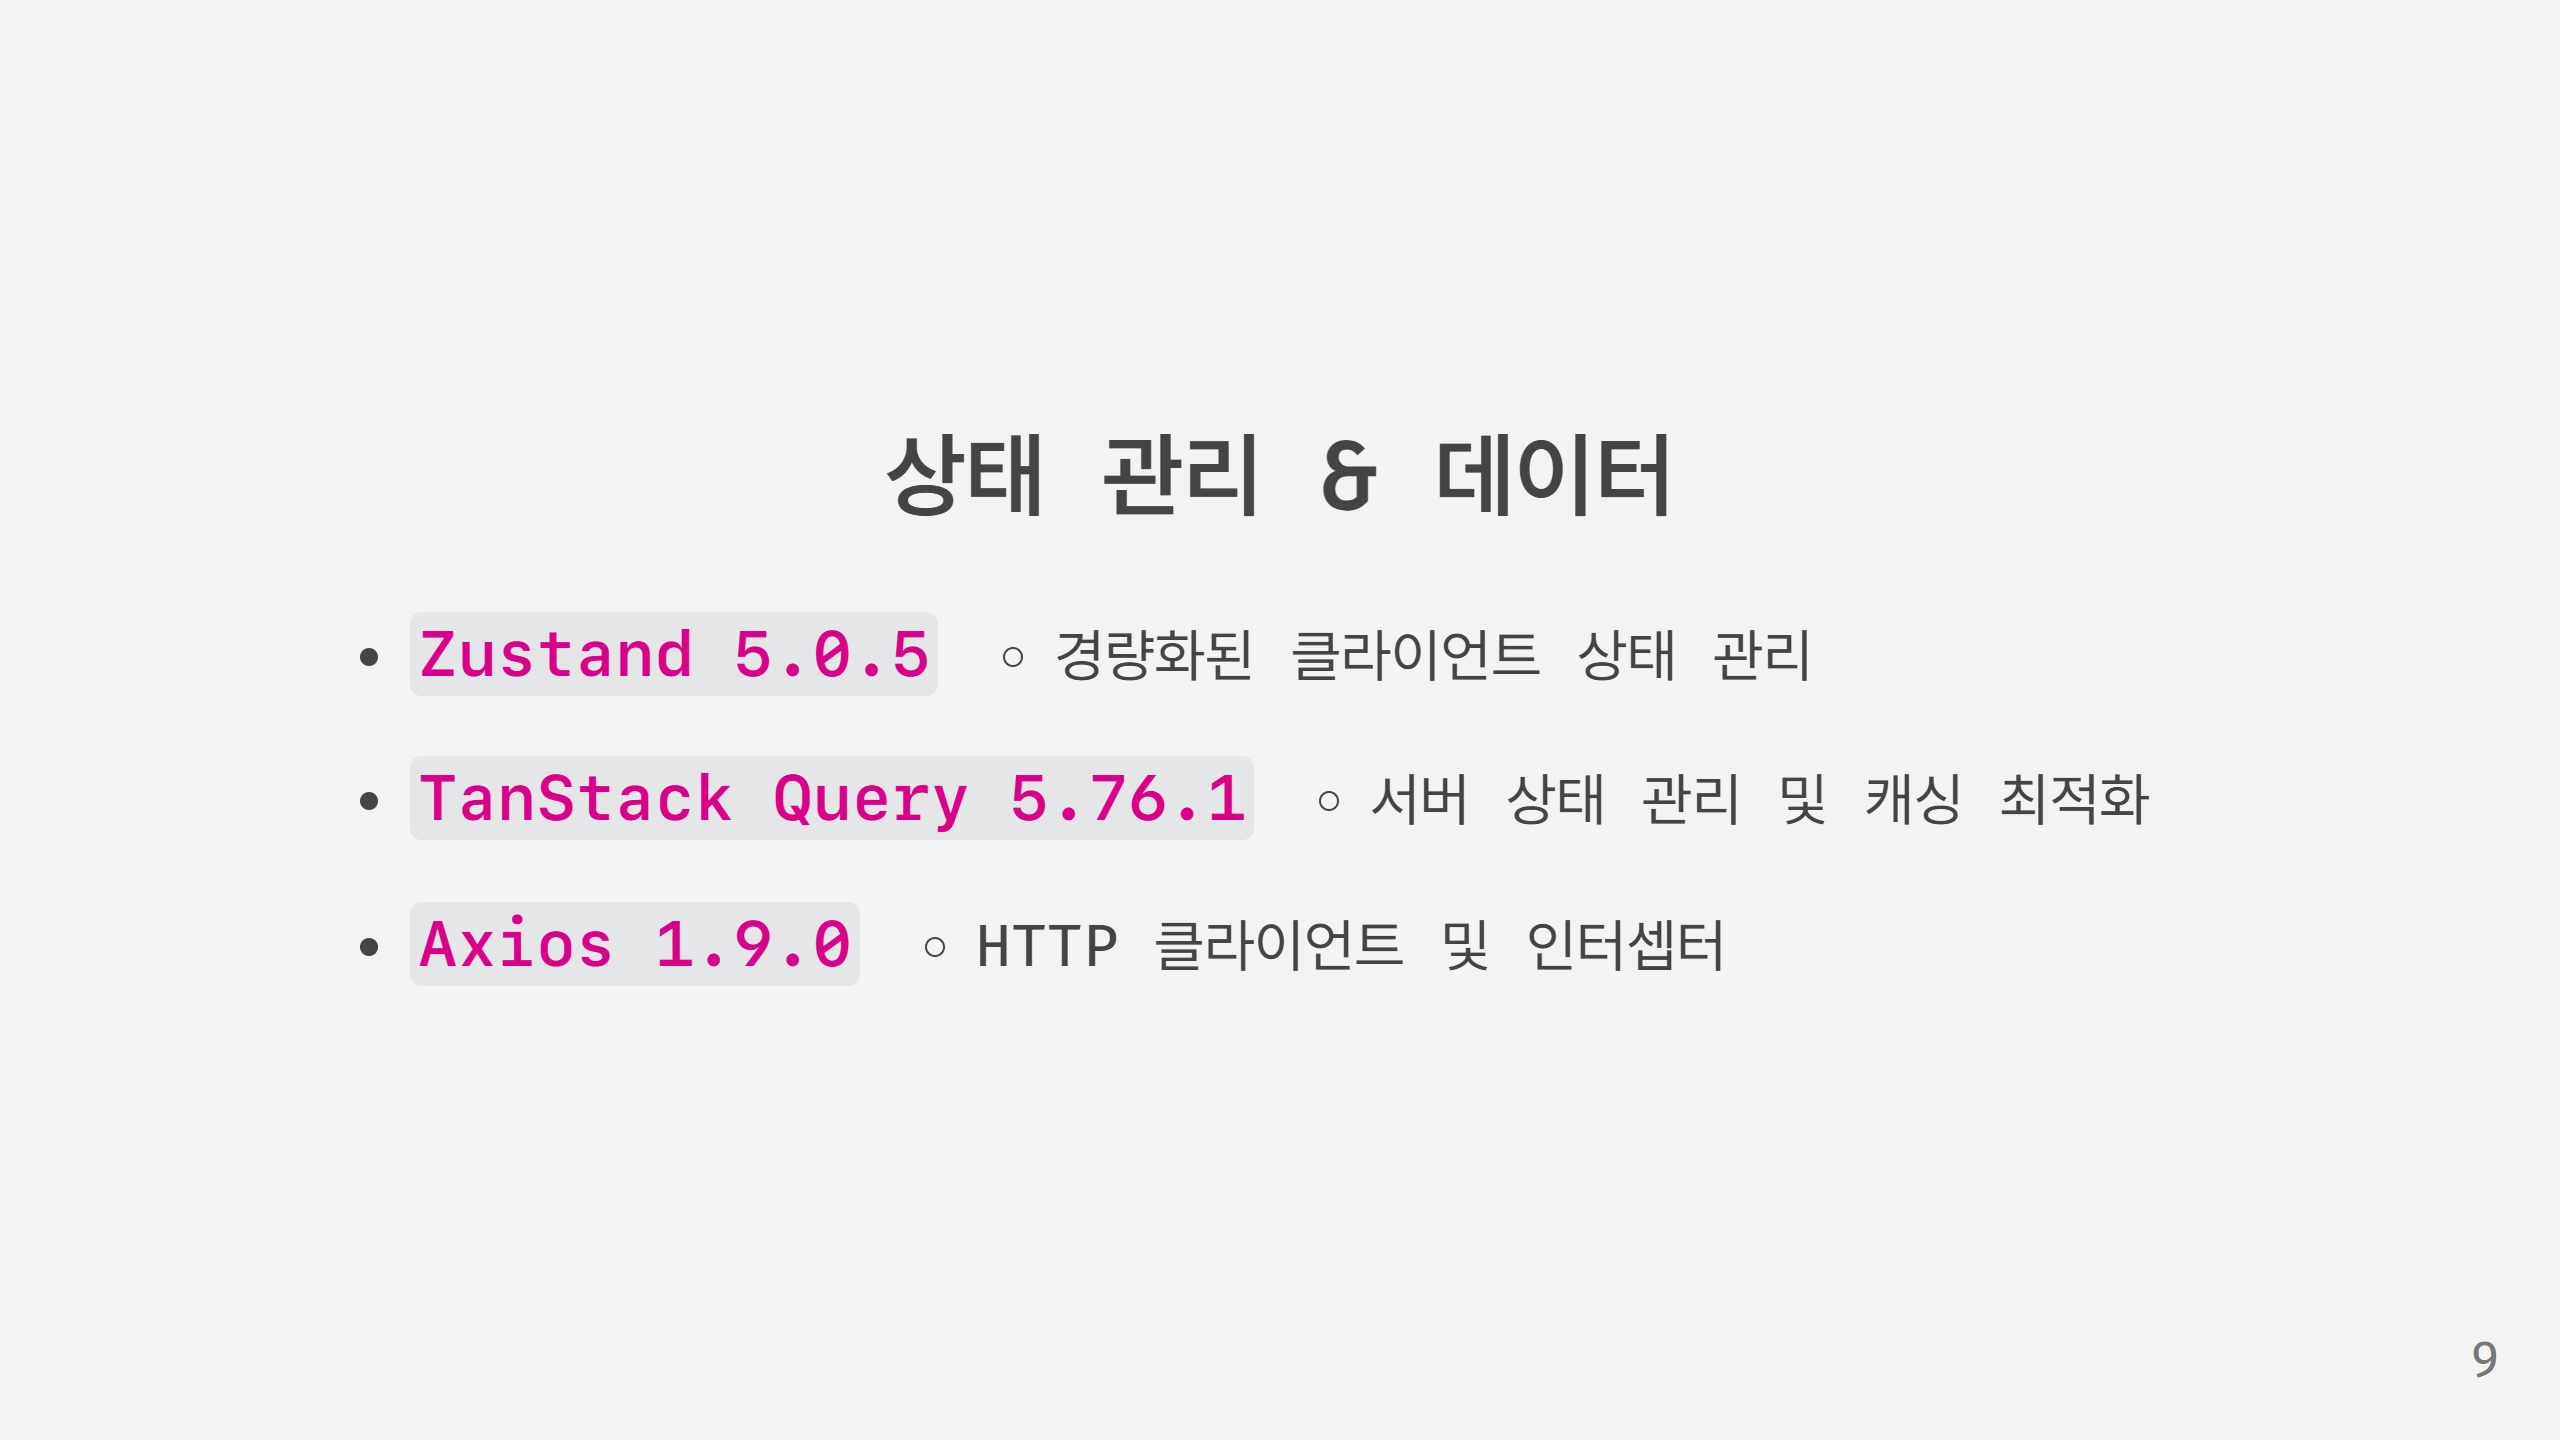 상태 관리 & 데이터
• Zustand 5.0.5 ◦ 경량화된 클라이언트 상태 관리
• TanStack Query 5.76.1 ◦ 서버 상태 관리 및 캐싱 최적화
• Axios 1.9.0 ◦ HTTP 클라이언트 및 인터셉터
9